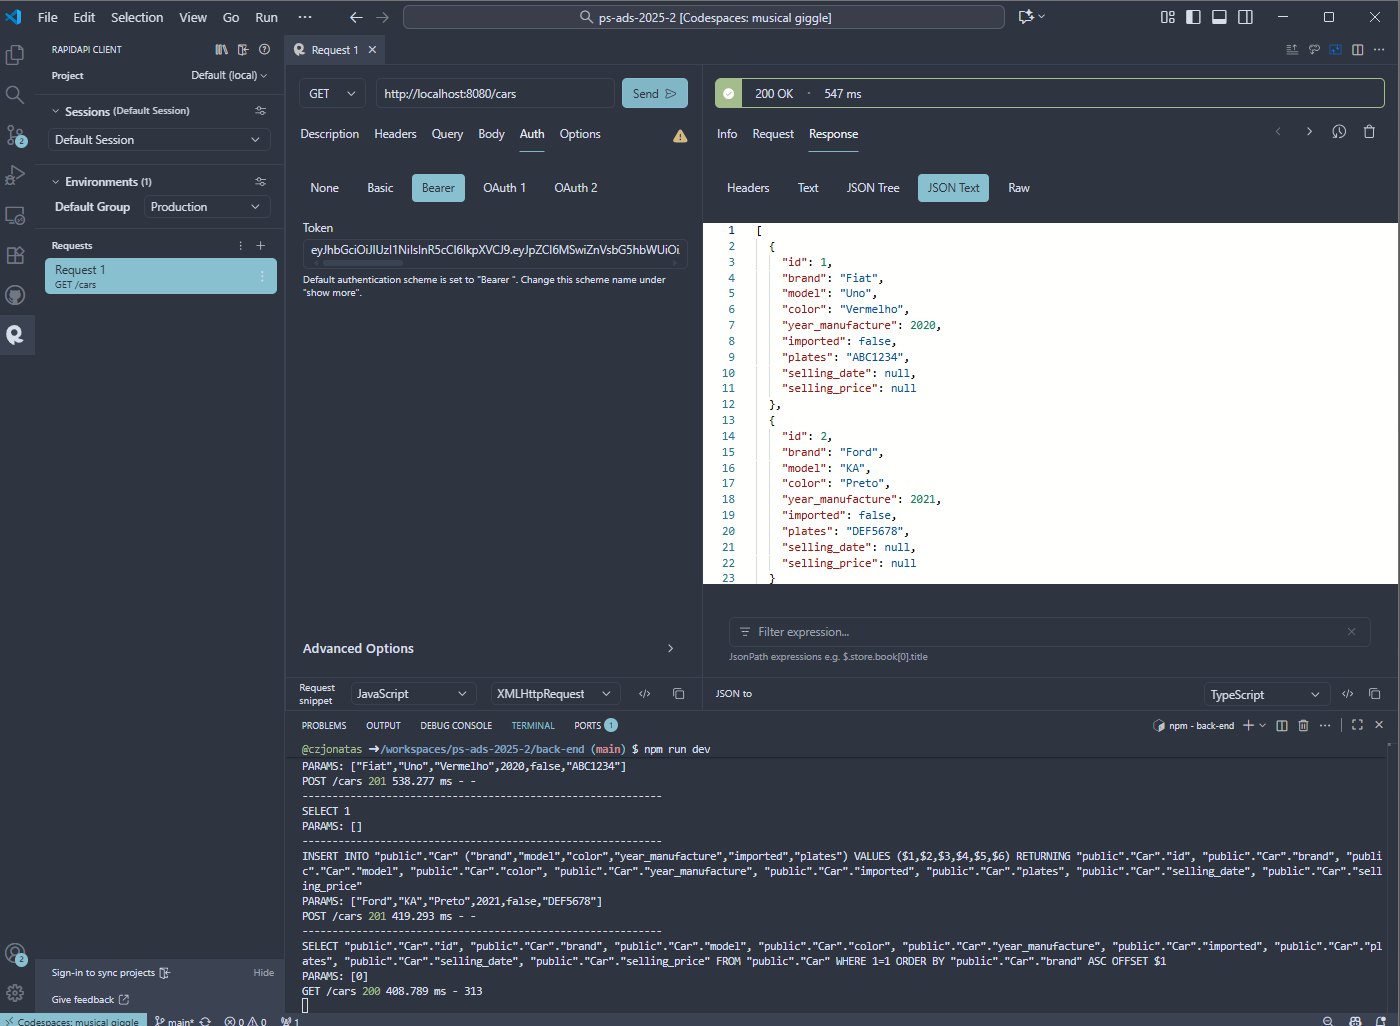 File Edit Selection View Go Run ··· ps-ads-2025-2 [Codespaces: musical giggle]
RAPIDAPI CLIENT
Project Default (local)
Sessions (Default Session)
Default Session
Environments (1)
Default Group Production
Requests
Request 1
GET /cars
Sign-in to sync projects Hide
Give feedback
Request 1
GET http://localhost:8080/cars Send
Description Headers Query Body Auth Options
None Basic Bearer OAuth 1 OAuth 2
Token
Default authentication scheme is set to "Bearer ". Change this scheme name under
"show more".
Advanced Options
Request
snippet JavaScript XMLHttpRequest
200 OK · 547 ms
Info Request Response
Headers Text JSON Tree JSON Text Raw
1 [
2 {
3 "id": 1,
4 "brand": "Fiat",
5 "model": "Uno",
6 "color": "Vermelho",
7 "year_manufacture": 2020,
8 "imported": false,
9 "plates": "ABC1234",
10 "selling_date": null,
11 "selling_price": null
12 },
13 {
14 "id": 2,
15 "brand": "Ford",
16 "model": "KA",
17 "color": "Preto",
18 "year_manufacture": 2021,
19 "imported": false,
20 "plates": "DEF5678",
21 "selling_date": null,
22 "selling_price": null
23 }
Filter expression...
JsonPath expressions e.g. $.store.book[0].title
JSON to TypeScript
PROBLEMS OUTPUT DEBUG CONSOLE TERMINAL PORTS 1 npm - back-end
@czjonatas ➜/workspaces/ps-ads-2025-2/back-end (main) $ npm run dev
PARAMS: ["Fiat","Uno","Vermelho",2020,false,"ABC1234"]
POST /cars 201 538.277 ms - -
------------------------------------------------------------
SELECT 1
PARAMS: []
------------------------------------------------------------
INSERT INTO "public"."Car" ("brand","model","color","year_manufacture","imported","plates") VALUES ($1,$2,$3,$4,$5,$6) RETURNING "public"."Car"."id", "public"."Car"."brand", "publi
c"."Car"."model", "public"."Car"."color", "public"."Car"."year_manufacture", "public"."Car"."imported", "public"."Car"."plates", "public"."Car"."selling_date", "public"."Car"."sell
ing_price"
PARAMS: ["Ford","KA","Preto",2021,false,"DEF5678"]
POST /cars 201 419.293 ms - -
------------------------------------------------------------
SELECT "public"."Car"."id", "public"."Car"."brand", "public"."Car"."model", "public"."Car"."color", "public"."Car"."year_manufacture", "public"."Car"."imported", "public"."Car"."pl
ates", "public"."Car"."selling_date", "public"."Car"."selling_price" FROM "public"."Car" WHERE 1=1 ORDER BY "public"."Car"."brand" ASC OFFSET $1
PARAMS: [0]
GET /cars 200 408.789 ms - 313
2
2
Codespaces: musical giggle main* 0 0 1